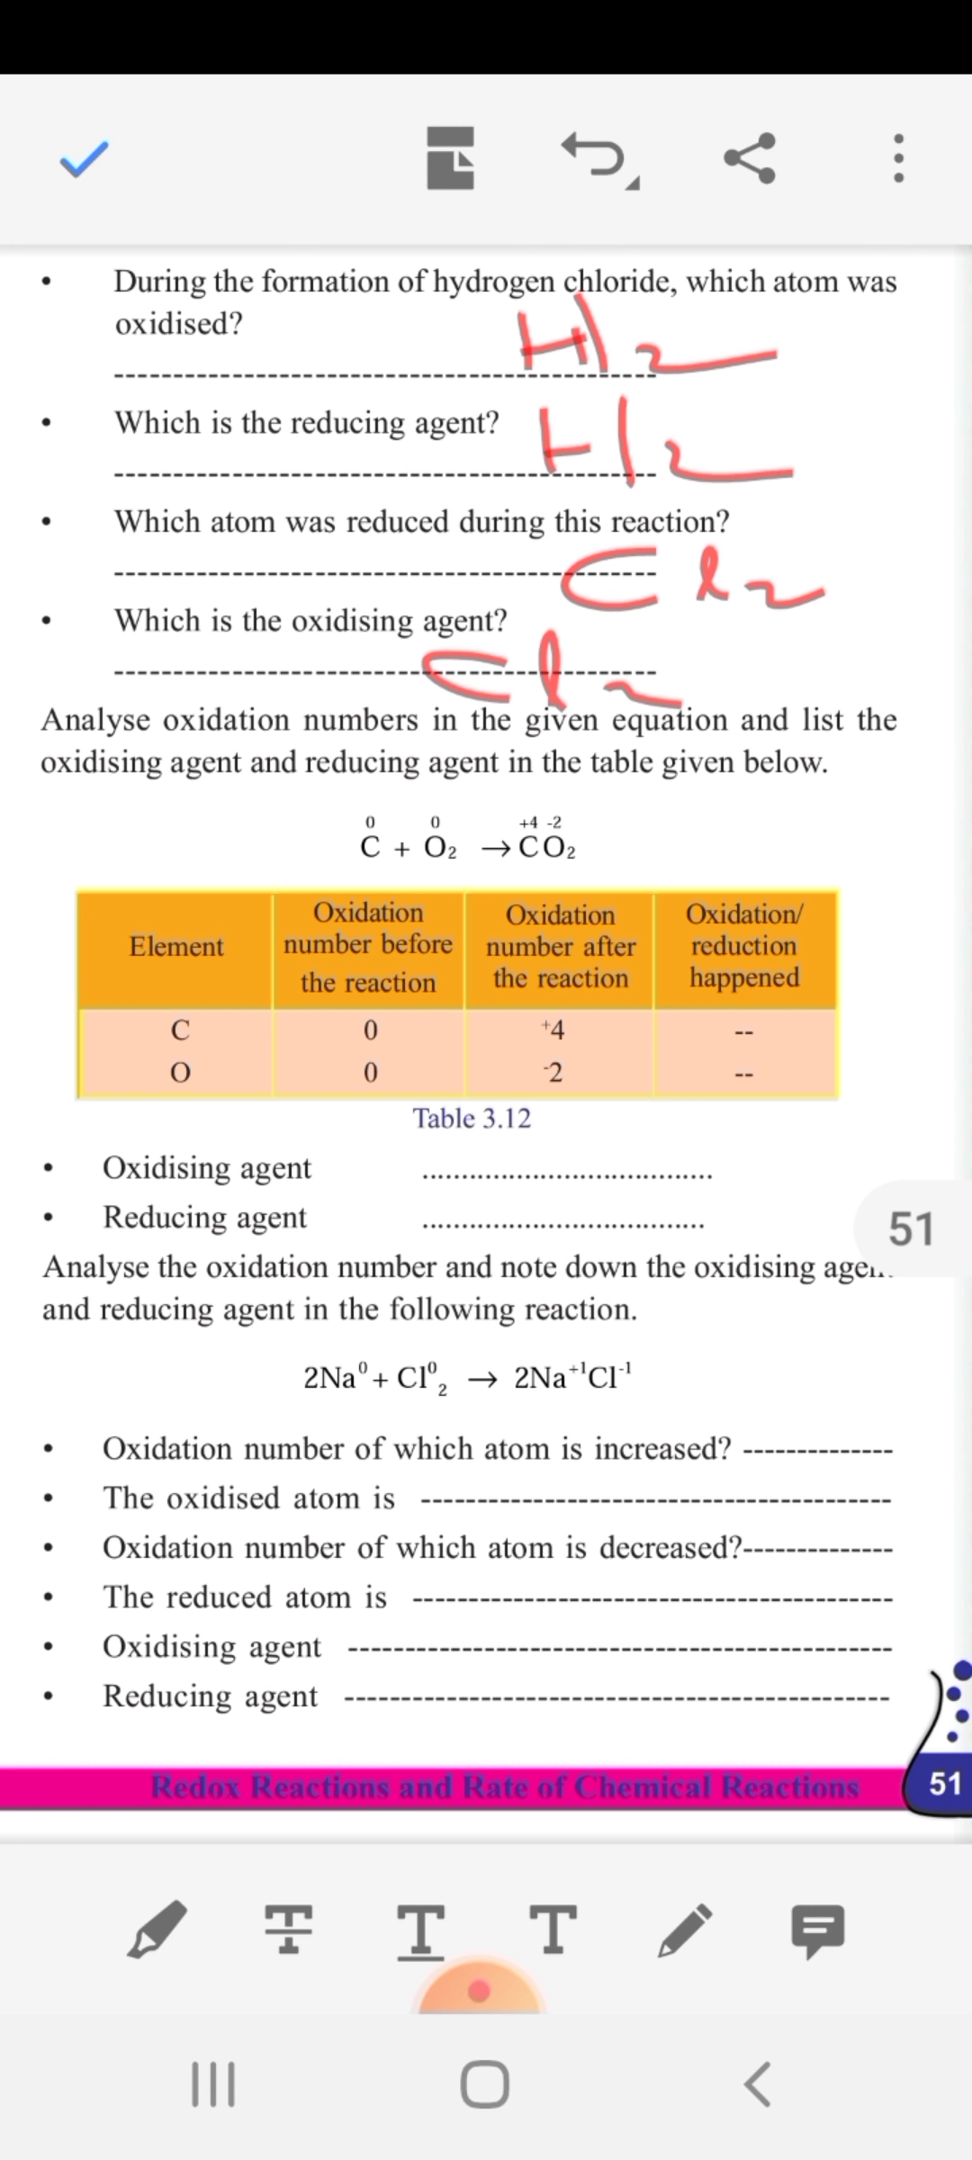 • During the formation of hydrogen chloride, which atom was
oxidised?
H2
• Which is the reducing agent?
H2
• Which atom was reduced during this reaction?
Cl2
• Which is the oxidising agent?
Cl2
Analyse oxidation numbers in the given equation and list the
oxidising agent and reducing agent in the table given below.
0 0 +4 -2
C + O₂ → CO₂
Element Oxidation number before the reaction Oxidation number after the reaction Oxidation/ reduction happened
C 0 ⁺4 --
O 0 ⁻2 --
Table 3.12
• Oxidising agent ....................................
• Reducing agent ...................................
51
Analyse the oxidation number and note down the oxidising
and reducing agent in the following reaction.
2Na⁰ + Cl⁰₂ → 2Na⁺¹Cl⁻¹
• Oxidation number of which atom is increased? --------------
• The oxidised atom is --------------------------------------------
• Oxidation number of which atom is decreased?--------------
• The reduced atom is ---------------------------------------------
• Oxidising agent ---------------------------------------------------
• Reducing agent ---------------------------------------------------
Redox Reactions and Rate of Chemical Reactions 51